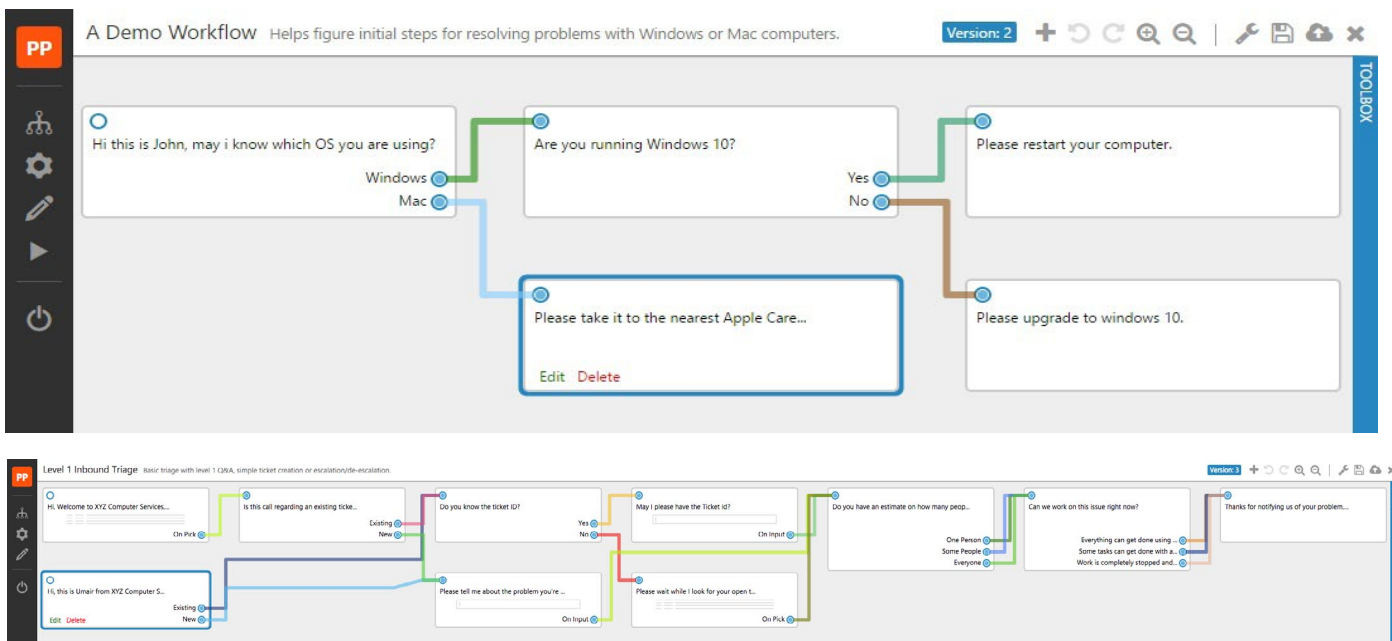 PP
A Demo Workflow Helps figure initial steps for resolving problems with Windows or Mac computers.
Version: 2
TOOLBOX
Hi this is John, may i know which OS you are using?
Windows
Mac
Are you running Windows 10?
Yes
No
Please restart your computer.
Please take it to the nearest Apple Care...
Edit Delete
Please upgrade to windows 10.
PP
Level 1 Inbound Triage Basic triage with level 1 Q&A, simple ticket creation or escalation/de-escalation.
Version: 3
Hi, Welcome to XYZ Computer Services,...
On Pick
Is this call regarding an existing ticke...
Existing
New
Do you know the ticket ID?
Yes
No
May I please have the Ticket Id?
On Input
Do you have an estimate on how many peop...
One Person
Some People
Everyone
Can we work on this issue right now?
Everything can get done using ...
Some tasks can get done with a...
Work is completely stopped and...
Thanks for notifying us of your problem....
Hi, this is Umair from XYZ Computer S...
Existing
New
Edit Delete
Please tell me about the problem you're ...
On Input
Please wait while I look for your open t...
On Pick